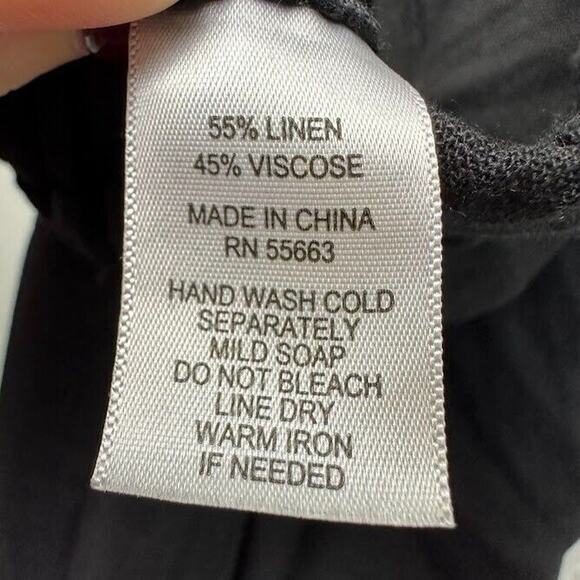 55% LINEN
45% VISCOSE
MADE IN CHINA
RN 55663
HAND WASH COLD
SEPARATELY
MILD SOAP
DO NOT BLEACH
LINE DRY
WARM IRON
IF NEEDED